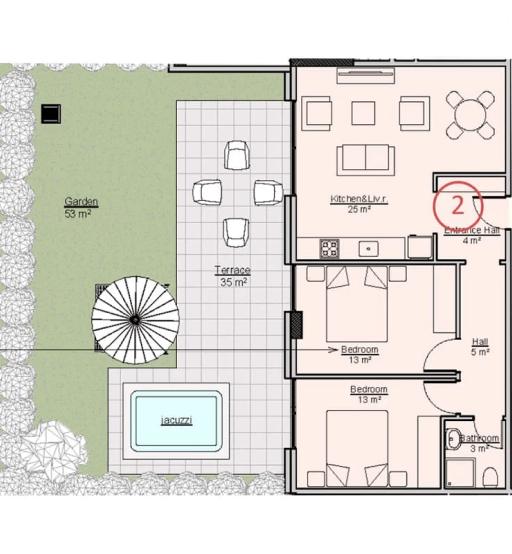 Kitchen&Liv.r.
25 m²
2
Entrance Hall
4 m²
Garden
53 m²
Terrace
35 m²
Hall
5 m²
Bedroom
13 m²
Bedroom
13 m²
jacuzzi
Bathroom
3 m²